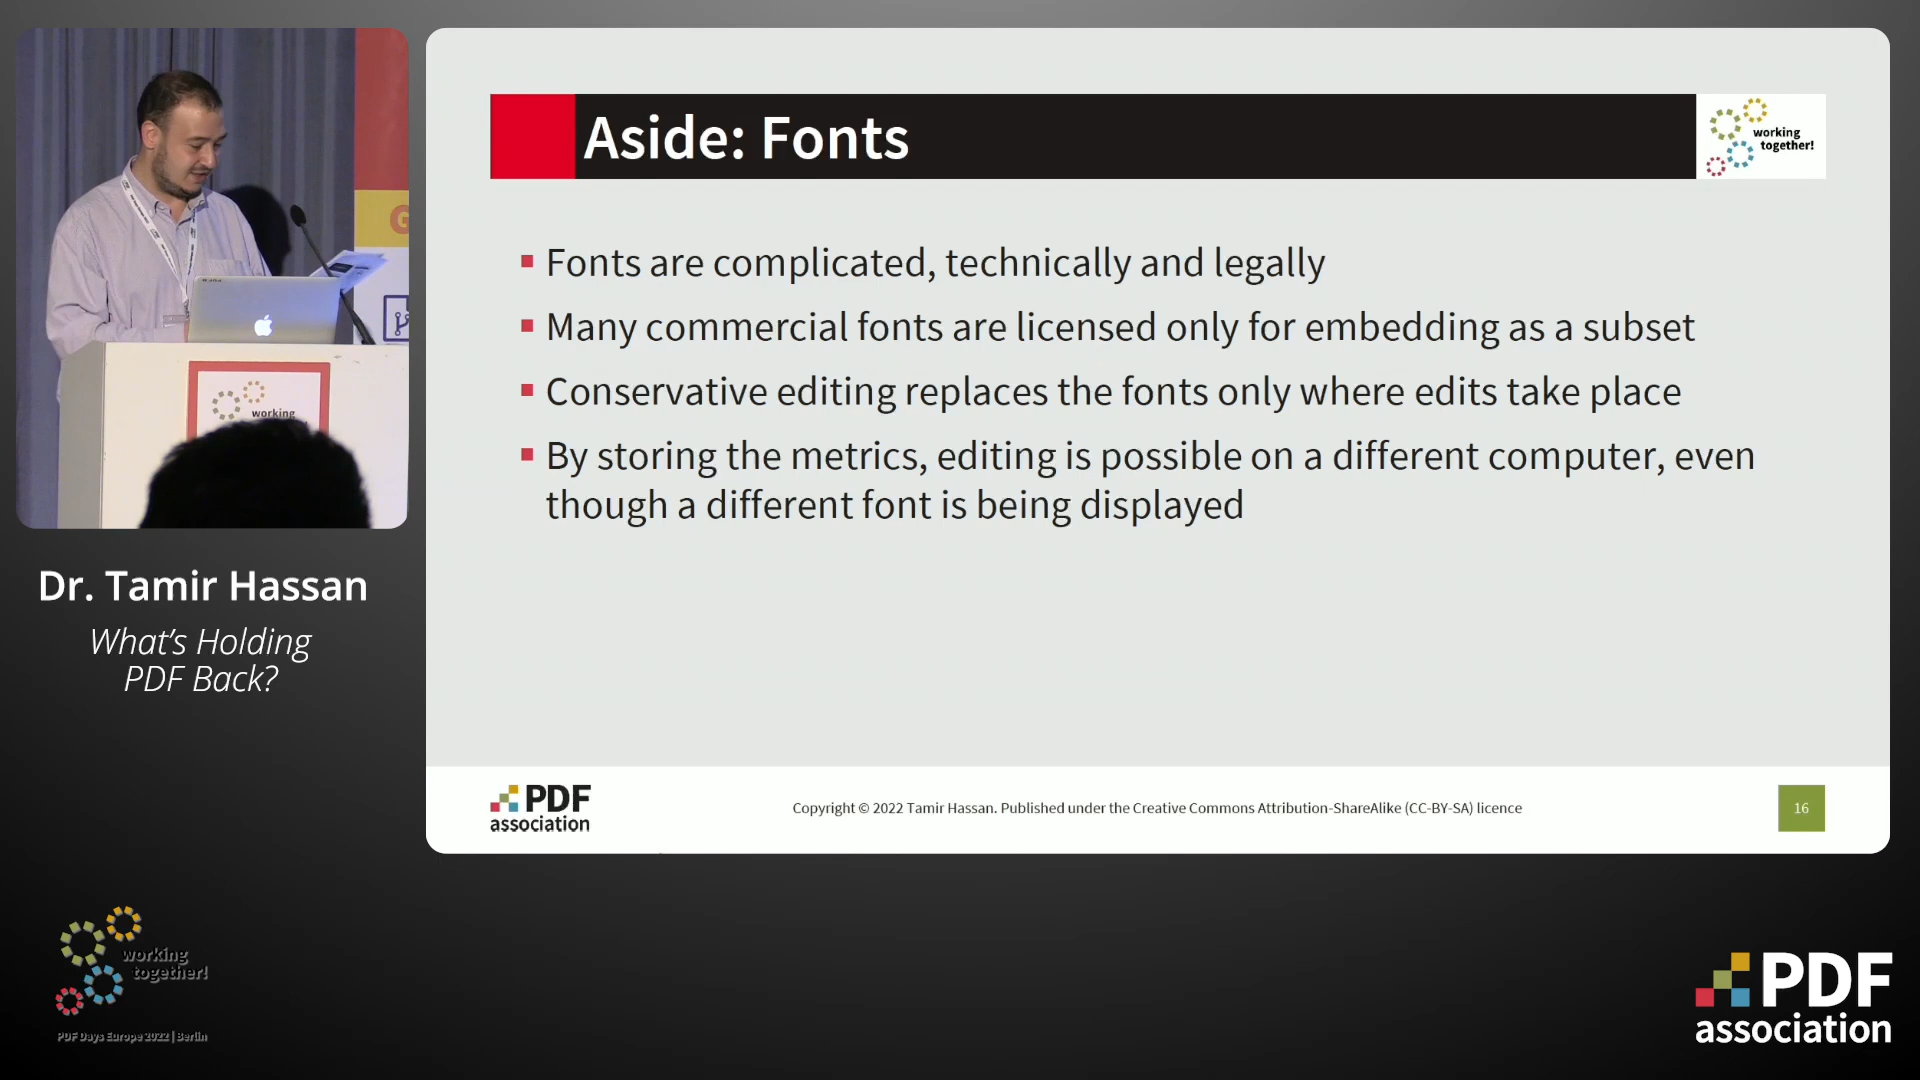 Aside: Fonts
working
together!
Fonts are complicated, technically and legally
Many commercial fonts are licensed only for embedding as a subset
Conservative editing replaces the fonts only where edits take place
By storing the metrics, editing is possible on a different computer, even
though a different font is being displayed
PDF
association
Copyright © 2022 Tamir Hassan. Published under the Creative Commons Attribution-ShareAlike (CC-BY-SA) licence
16
G
working
Dr. Tamir Hassan
What's Holding
PDF Back?
working
together!
PDF Days Europe 2022 | Berlin
PDF
association